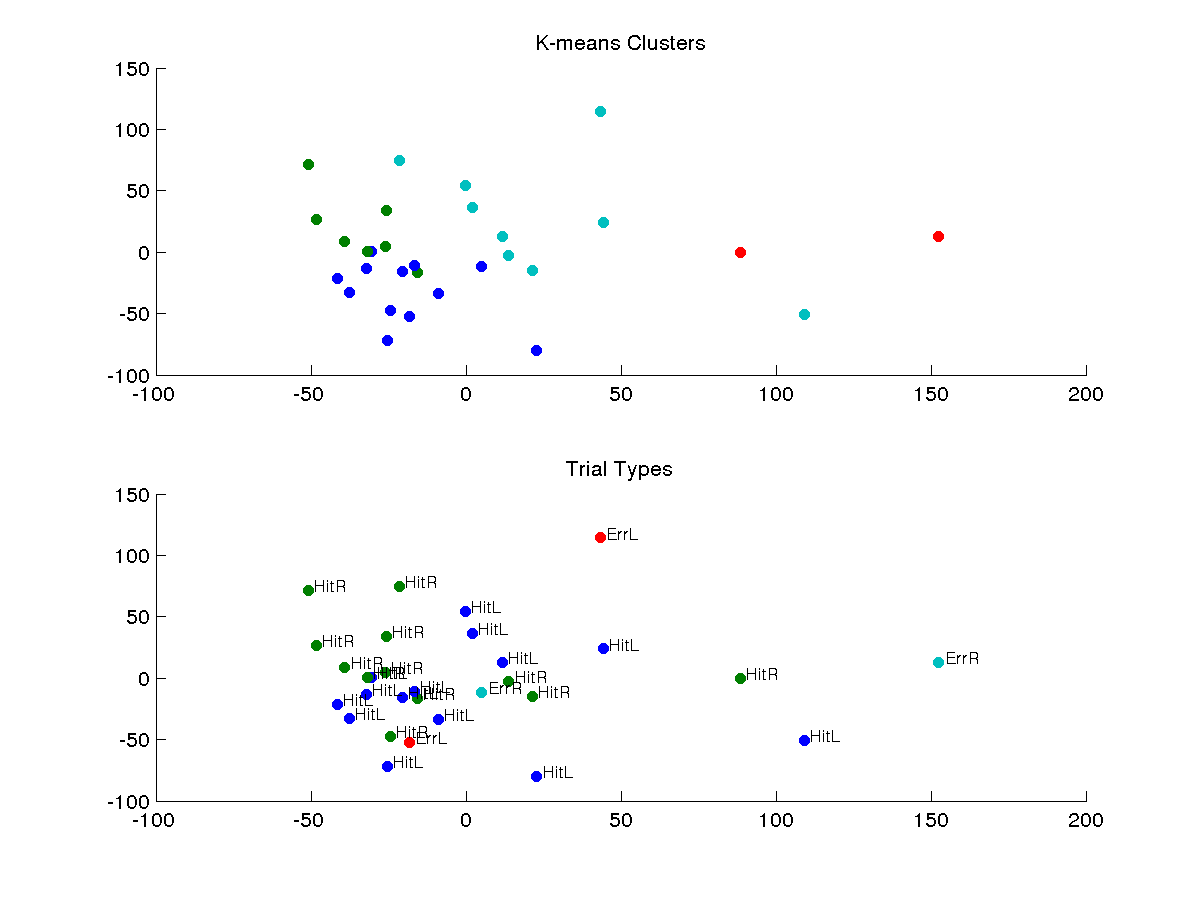 K-means Clusters
150
100
50
0
-50
-100
-100 -50 0 50 100 150 200
Trial Types
150
100
50
0
-50
-100
ErrL
HitR HitR
HitL
HitR HitL
HitR HitL
HitL ErrR
HitR HitR HitR HitR
HitL
HitL HitL ErrR HitR
HitL HitR
HitL HitL HitL
HitR ErrL
HitL
HitL
-100 -50 0 50 100 150 200